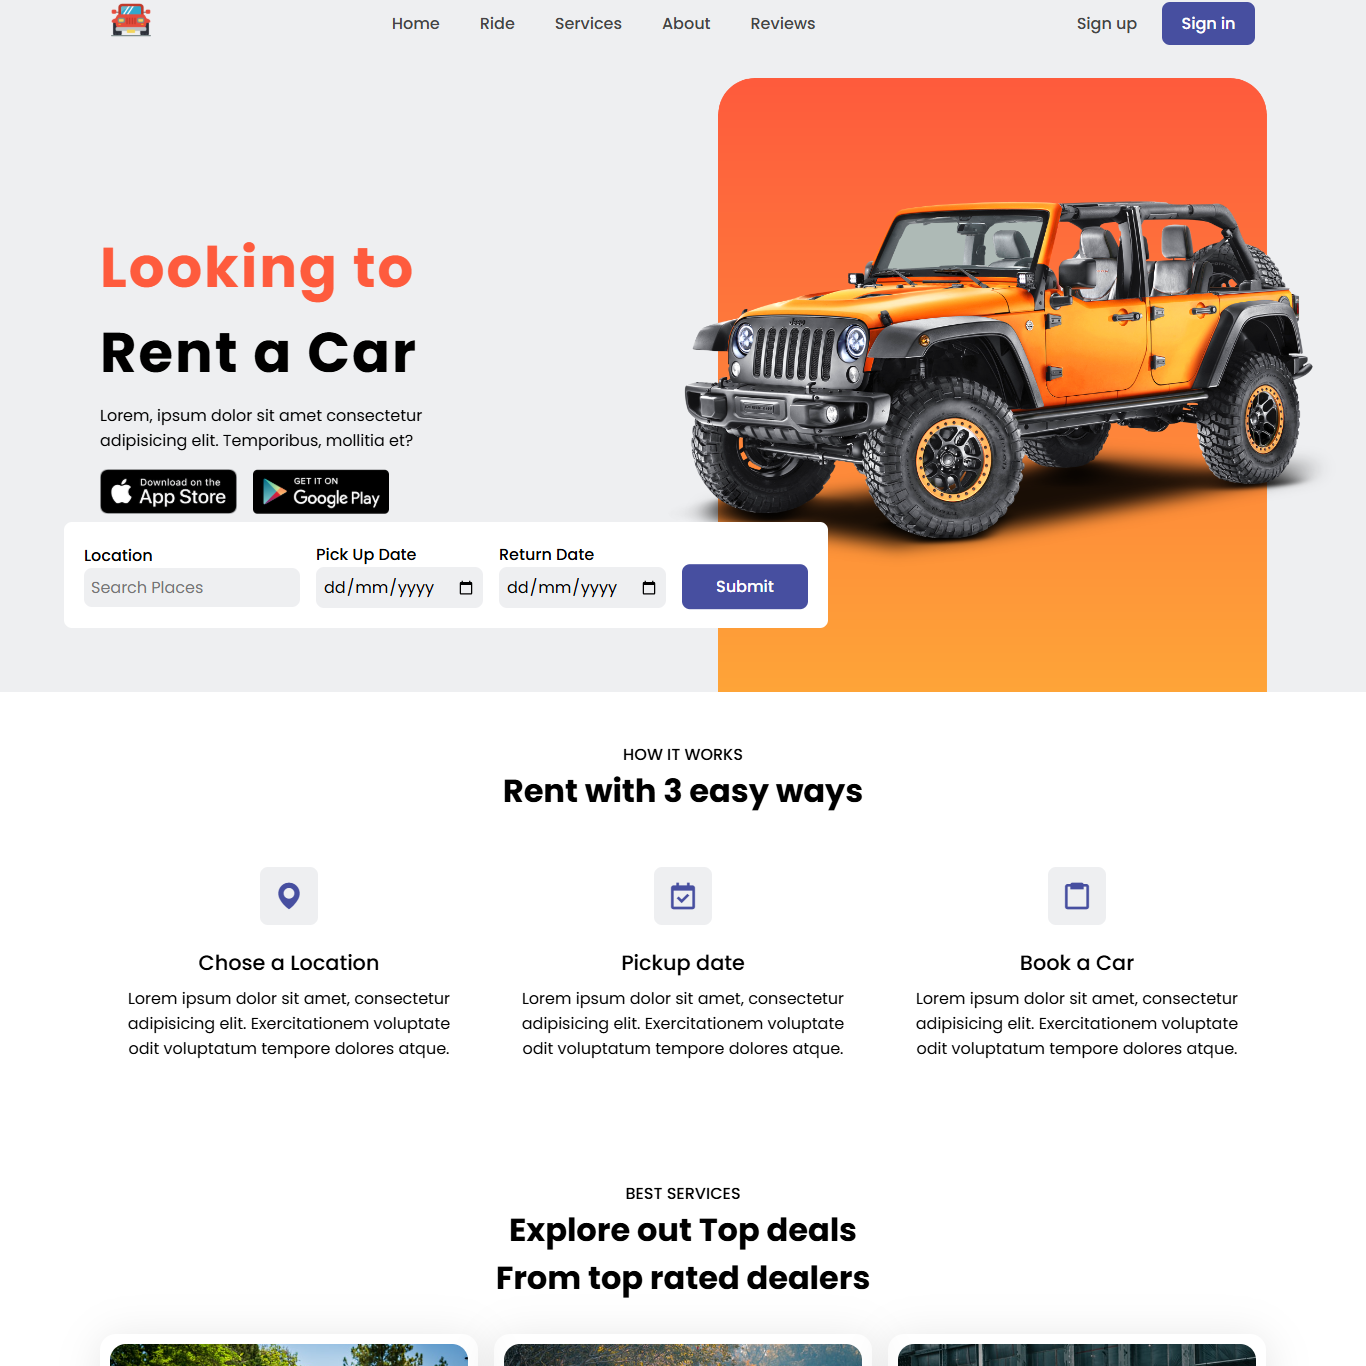 Home Ride Services About Reviews Sign up Sign in
Looking to
Rent a Car
Lorem, ipsum dolor sit amet consectetur
adipisicing elit. Temporibus, mollitia et?
Download on the
App Store
GET IT ON
Google Play
Location Pick Up Date Return Date
Search Places dd/mm/yyyy dd/mm/yyyy Submit
HOW IT WORKS
Rent with 3 easy ways
Chose a Location
Lorem ipsum dolor sit amet, consectetur
adipisicing elit. Exercitationem voluptate
odit voluptatum tempore dolores atque.
Pickup date
Lorem ipsum dolor sit amet, consectetur
adipisicing elit. Exercitationem voluptate
odit voluptatum tempore dolores atque.
Book a Car
Lorem ipsum dolor sit amet, consectetur
adipisicing elit. Exercitationem voluptate
odit voluptatum tempore dolores atque.
BEST SERVICES
Explore out Top deals
From top rated dealers